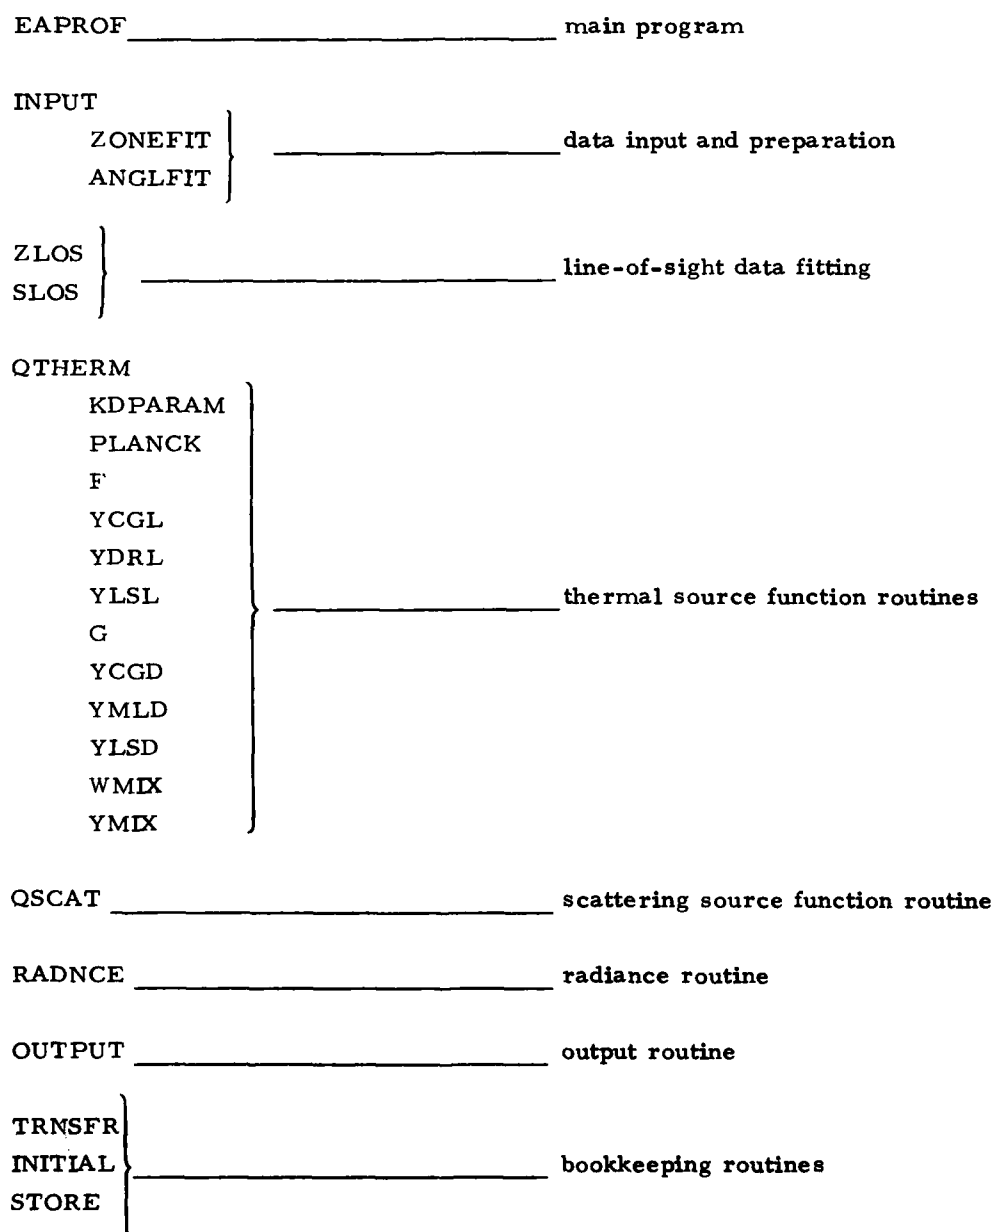 EAPROF main program
INPUT
ZONEFIT
ANGLFIT
data input and preparation
ZLOS
SLOS
line-of-sight data fitting
QTHERM
KDPARAM
PLANCK
F
YCGL
YDRL
YLSL
G
YCGD
YMLD
YLSD
WMIX
YMIX
thermal source function routines
QSCAT scattering source function routine
RADNCE radiance routine
OUTPUT output routine
TRNSFR
INITIAL
STORE
bookkeeping routines